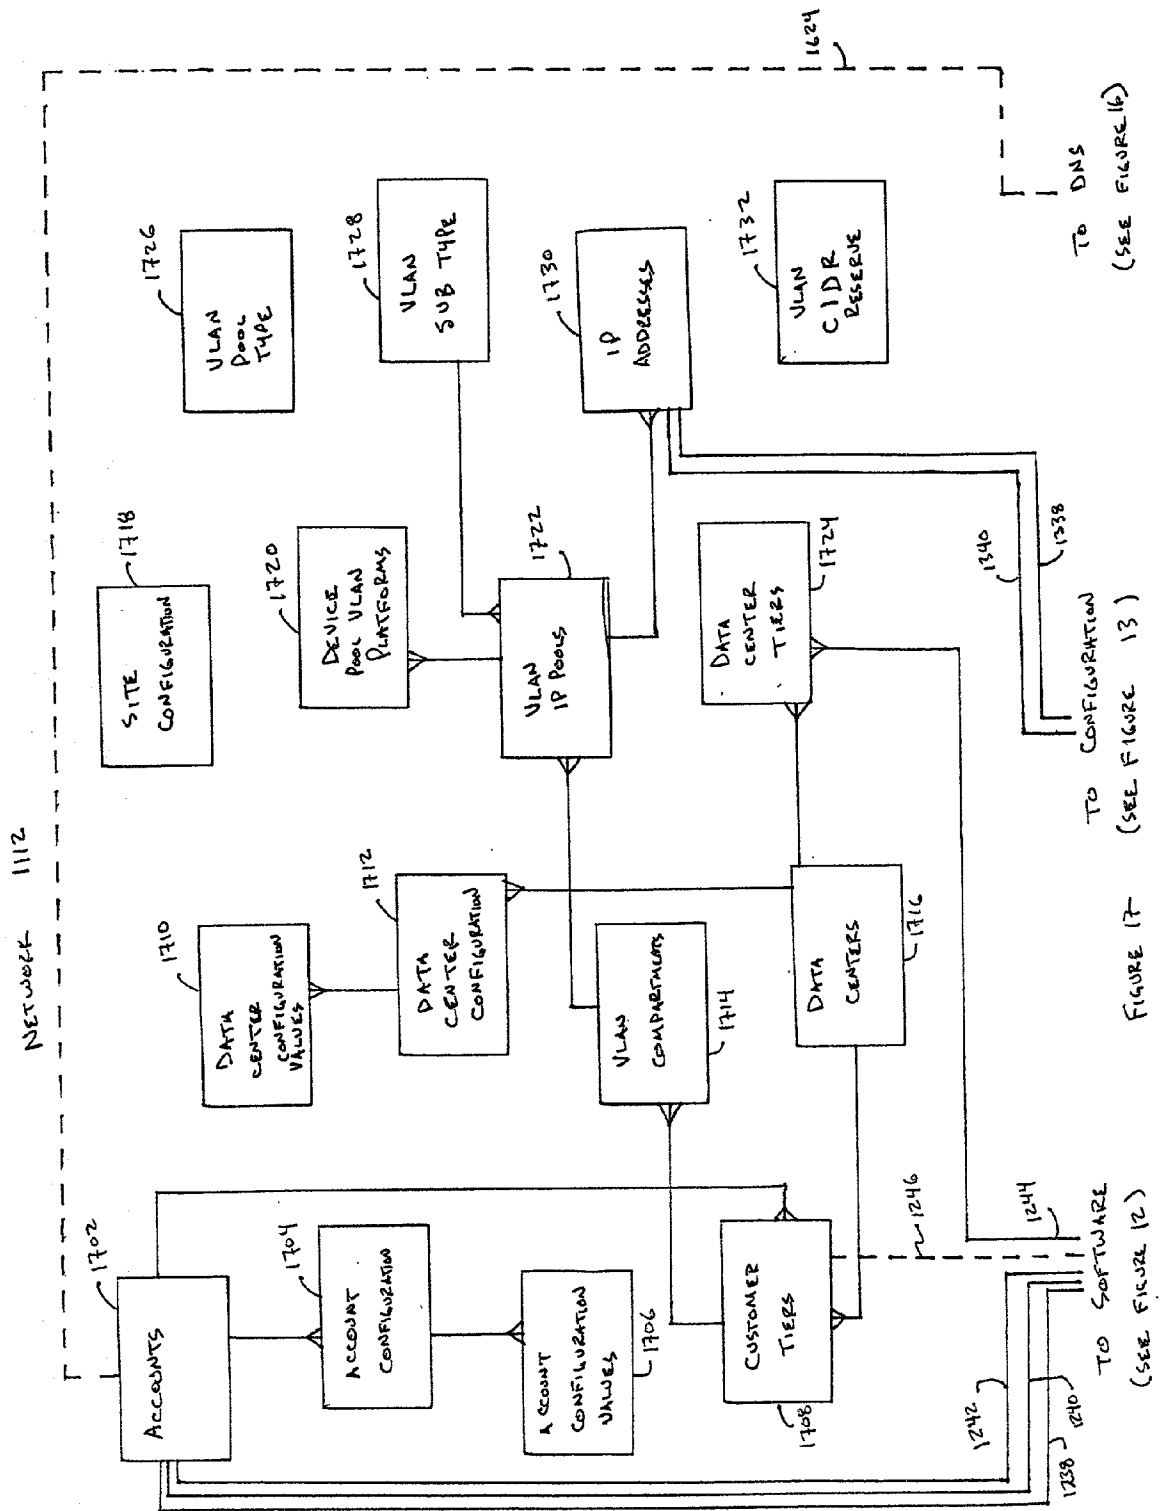 NETWORK 1112
ACCOUNTS
1702
ACCOUNT
CONFIGURATION
1704
ACCOUNT
CONFIGURATION
VALUES
1706
CUSTOMER
TIERS
1708
DATA
CENTER
CONFIGURATION
VALUES
1710
DATA
CENTER
CONFIGURATION
1712
VLAN
COMPARTMENTS
1714
DATA
CENTERS
1716
SITE
CONFIGURATION
1718
DEVICE
POOL VLAN
PLATFORMS
1720
VLAN
IP POOLS
1722
DATA
CENTER
TIERS
1724
VLAN
POOL
TYPE
1726
VLAN
SUB TYPE
1728
IP
ADDRESSES
1730
VLAN
CIDR
RESERVE
1732
1624
1242
1240
1238
1246
1244
1340
1338
TO SOFTWARE
(SEE FIGURE 12)
TO CONFIGURATION
(SEE FIGURE 13)
TO DNS
(SEE FIGURE 16)
FIGURE 17